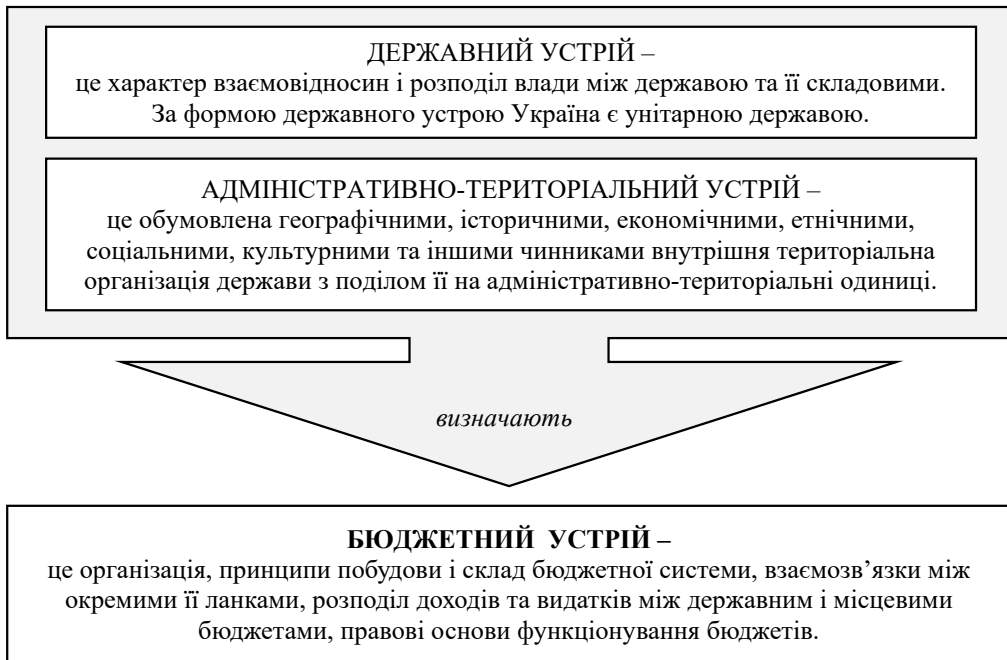 ДЕРЖАВНИЙ УСТРІЙ –
це характер взаємовідносин і розподіл влади між державою та її складовими.
За формою державного устрою Україна є унітарною державою.
АДМІНІСТРАТИВНО-ТЕРИТОРІАЛЬНИЙ УСТРІЙ –
це обумовлена географічними, історичними, економічними, етнічними,
соціальними, культурними та іншими чинниками внутрішня територіальна
організація держави з поділом її на адміністративно-територіальні одиниці.
визначають
БЮДЖЕТНИЙ УСТРІЙ –
це організація, принципи побудови і склад бюджетної системи, взаємозв’язки між
окремими її ланками, розподіл доходів та видатків між державним і місцевими
бюджетами, правові основи функціонування бюджетів.